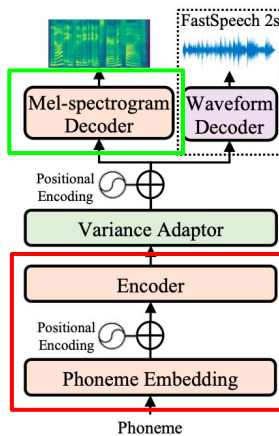 FastSpeech 2s
Mel-spectrogram
Decoder
Waveform
Decoder
Positional
Encoding
Variance Adaptor
Encoder
Positional
Encoding
Phoneme Embedding
Phoneme